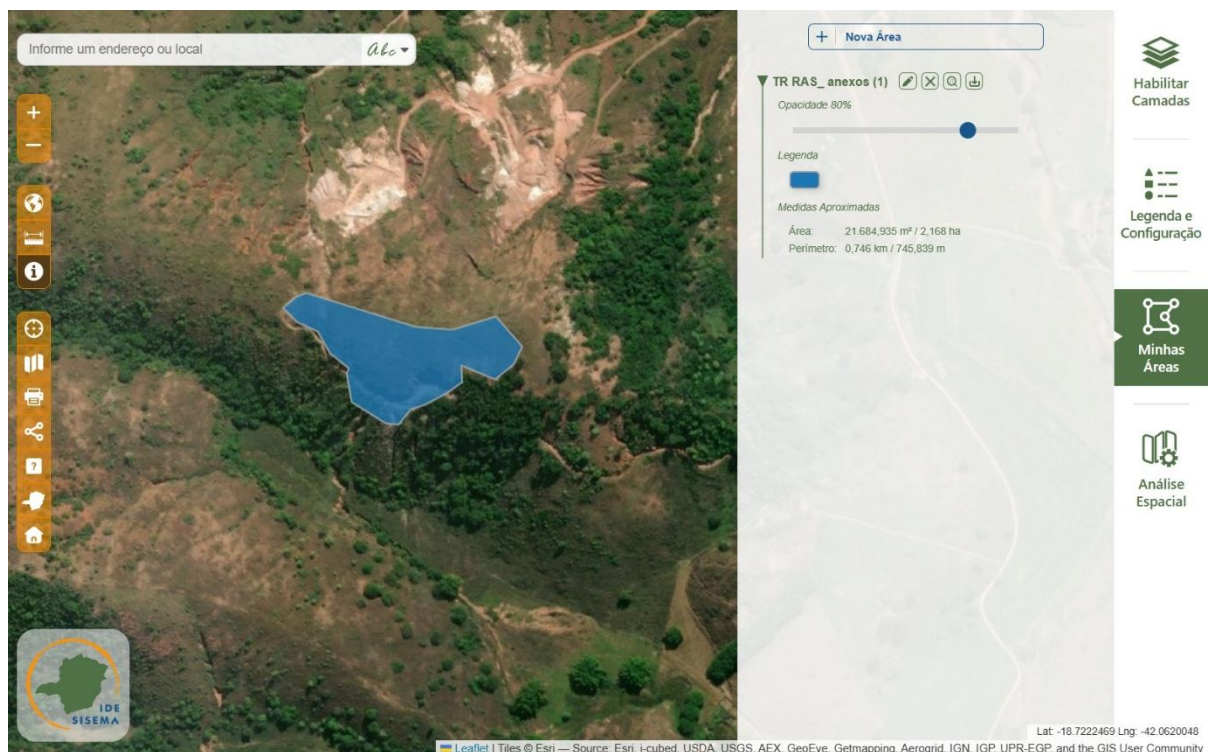 Informe um endereço ou local
Abc
+ Nova Área
TR RAS_ anexos (1)
Opacidade 80%
Legenda
Medidas Aproximadas
Área: 21.684,935 m² / 2,168 ha
Perímetro: 0,746 km / 745,839 m
Habilitar
Camadas
Legenda e
Configuração
Minhas
Áreas
Análise
Espacial
IDE
SISEMA
Lat: -18.7222469 Lng: -42.0620048
Leaflet | Tiles © Esri — Source: Esri, i-cubed, USDA, USGS, AEX, GeoEye, Getmapping, Aerogrid, IGN, IGP, UPR-EGP, and the GIS User Community